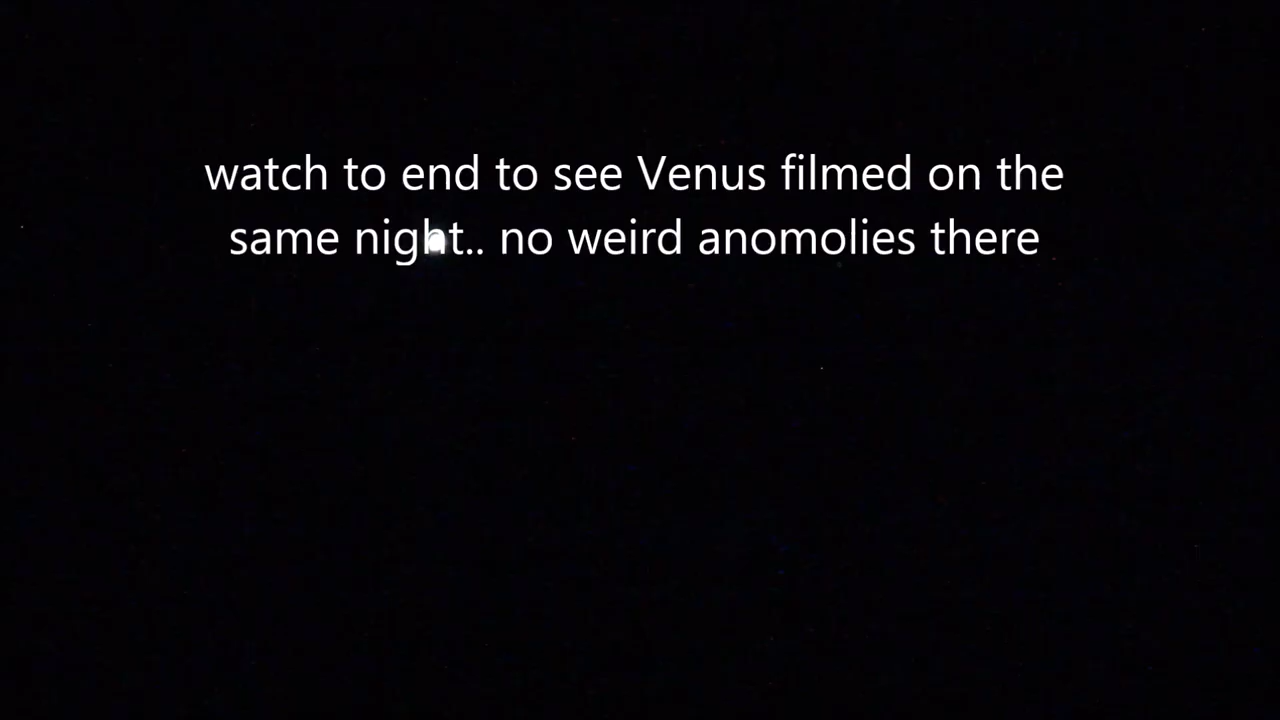 watch to end to see Venus filmed on the
same night.. no weird anomolies there